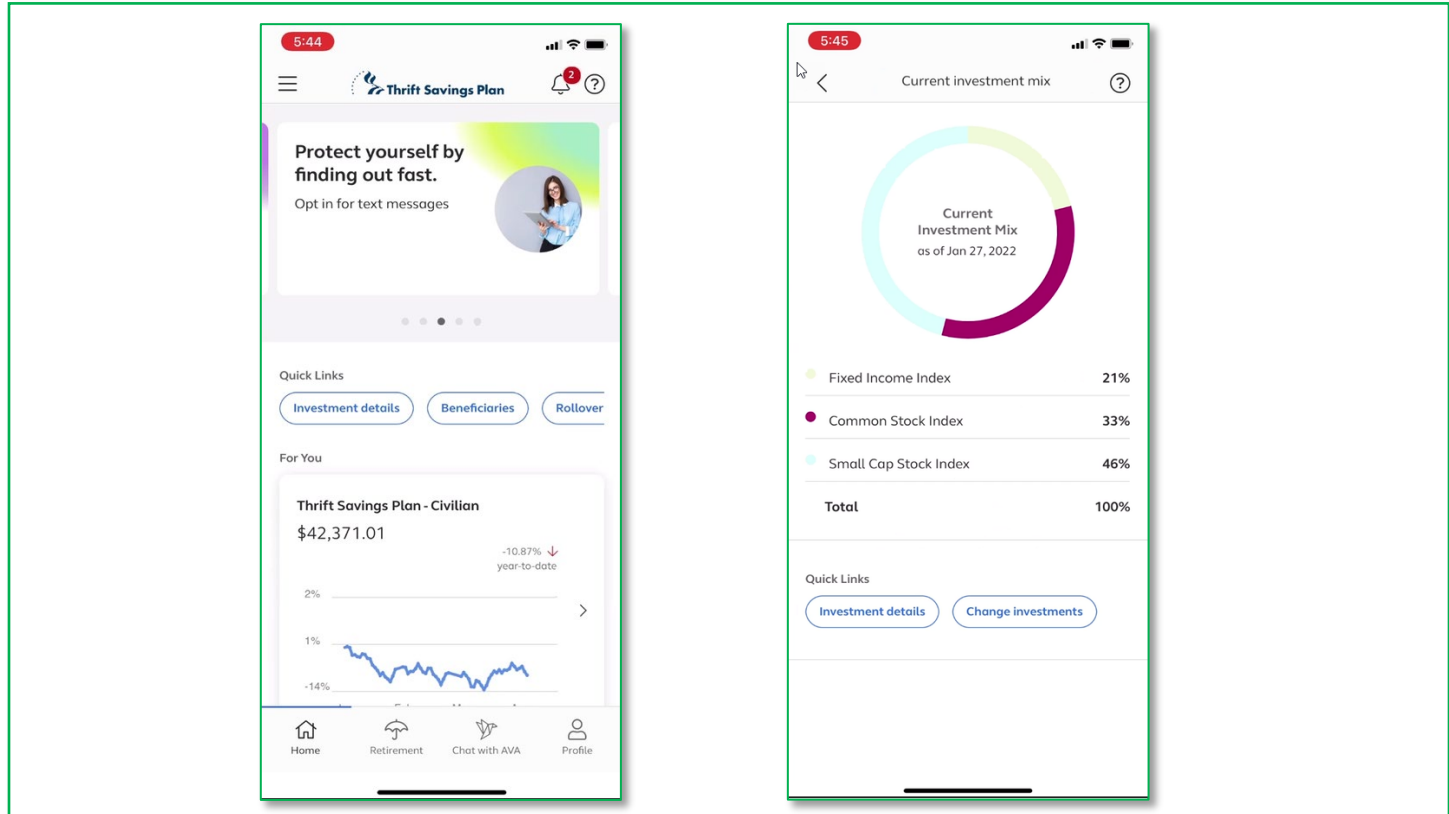 5:44
Thrift Savings Plan
2
?
Protect yourself by
finding out fast.
Opt in for text messages
Quick Links
Investment details
Beneficiaries
Rollover
For You
Thrift Savings Plan - Civilian
$42,371.01
-10.87%
year-to-date
2%
1%
-14%
Home
Retirement
Chat with AVA
Profile
5:45
Current investment mix
?
Current
Investment Mix
as of Jan 27, 2022
Fixed Income Index 21%
Common Stock Index 33%
Small Cap Stock Index 46%
Total 100%
Quick Links
Investment details
Change investments